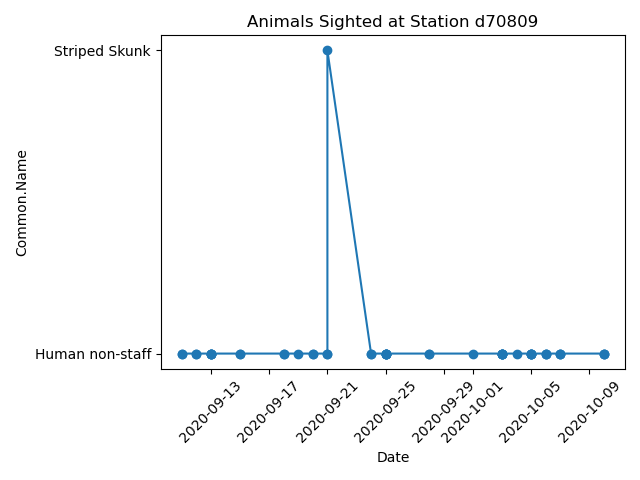 Animals Sighted at Station d70809
Striped Skunk
Common.Name
Human non-staff
2020-09-13
2020-09-17
2020-09-21
2020-09-25
2020-09-29
2020-10-01
2020-10-05
2020-10-09
Date